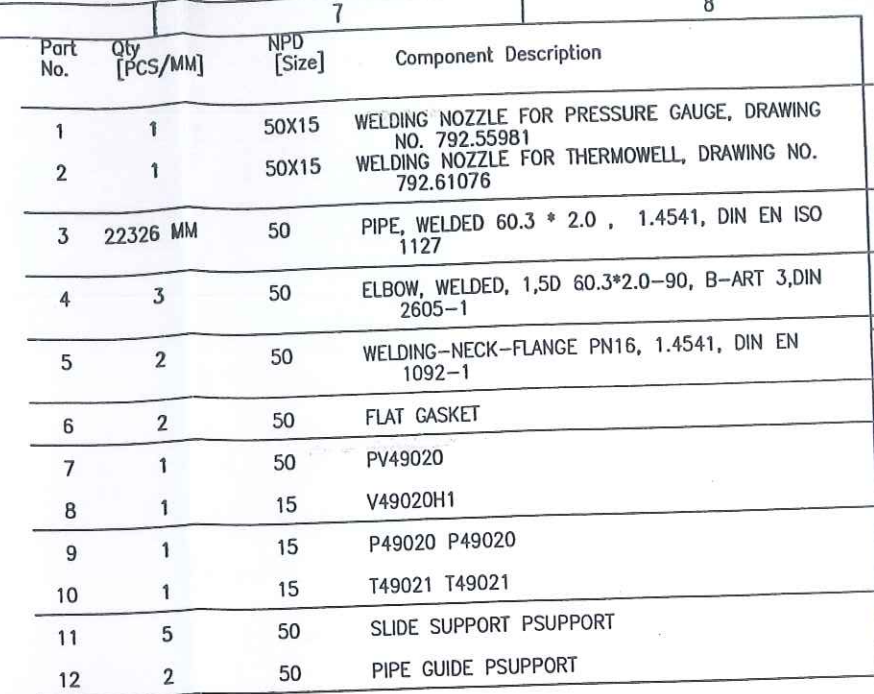 7 8
Part Qty NPD Component Description
No. [PCS/MM] [Size]
1 1 50X15 WELDING NOZZLE FOR PRESSURE GAUGE, DRAWING
NO. 792.55981
2 1 50X15 WELDING NOZZLE FOR THERMOWELL, DRAWING NO.
792.61076
3 22326 MM 50 PIPE, WELDED 60.3 * 2.0 , 1.4541, DIN EN ISO
1127
4 3 50 ELBOW, WELDED, 1,5D 60.3*2.0-90, B-ART 3,DIN
2605-1
5 2 50 WELDING-NECK-FLANGE PN16, 1.4541, DIN EN
1092-1
6 2 50 FLAT GASKET
7 1 50 PV49020
8 1 15 V49020H1
9 1 15 P49020 P49020
10 1 15 T49021 T49021
11 5 50 SLIDE SUPPORT PSUPPORT
12 2 50 PIPE GUIDE PSUPPORT